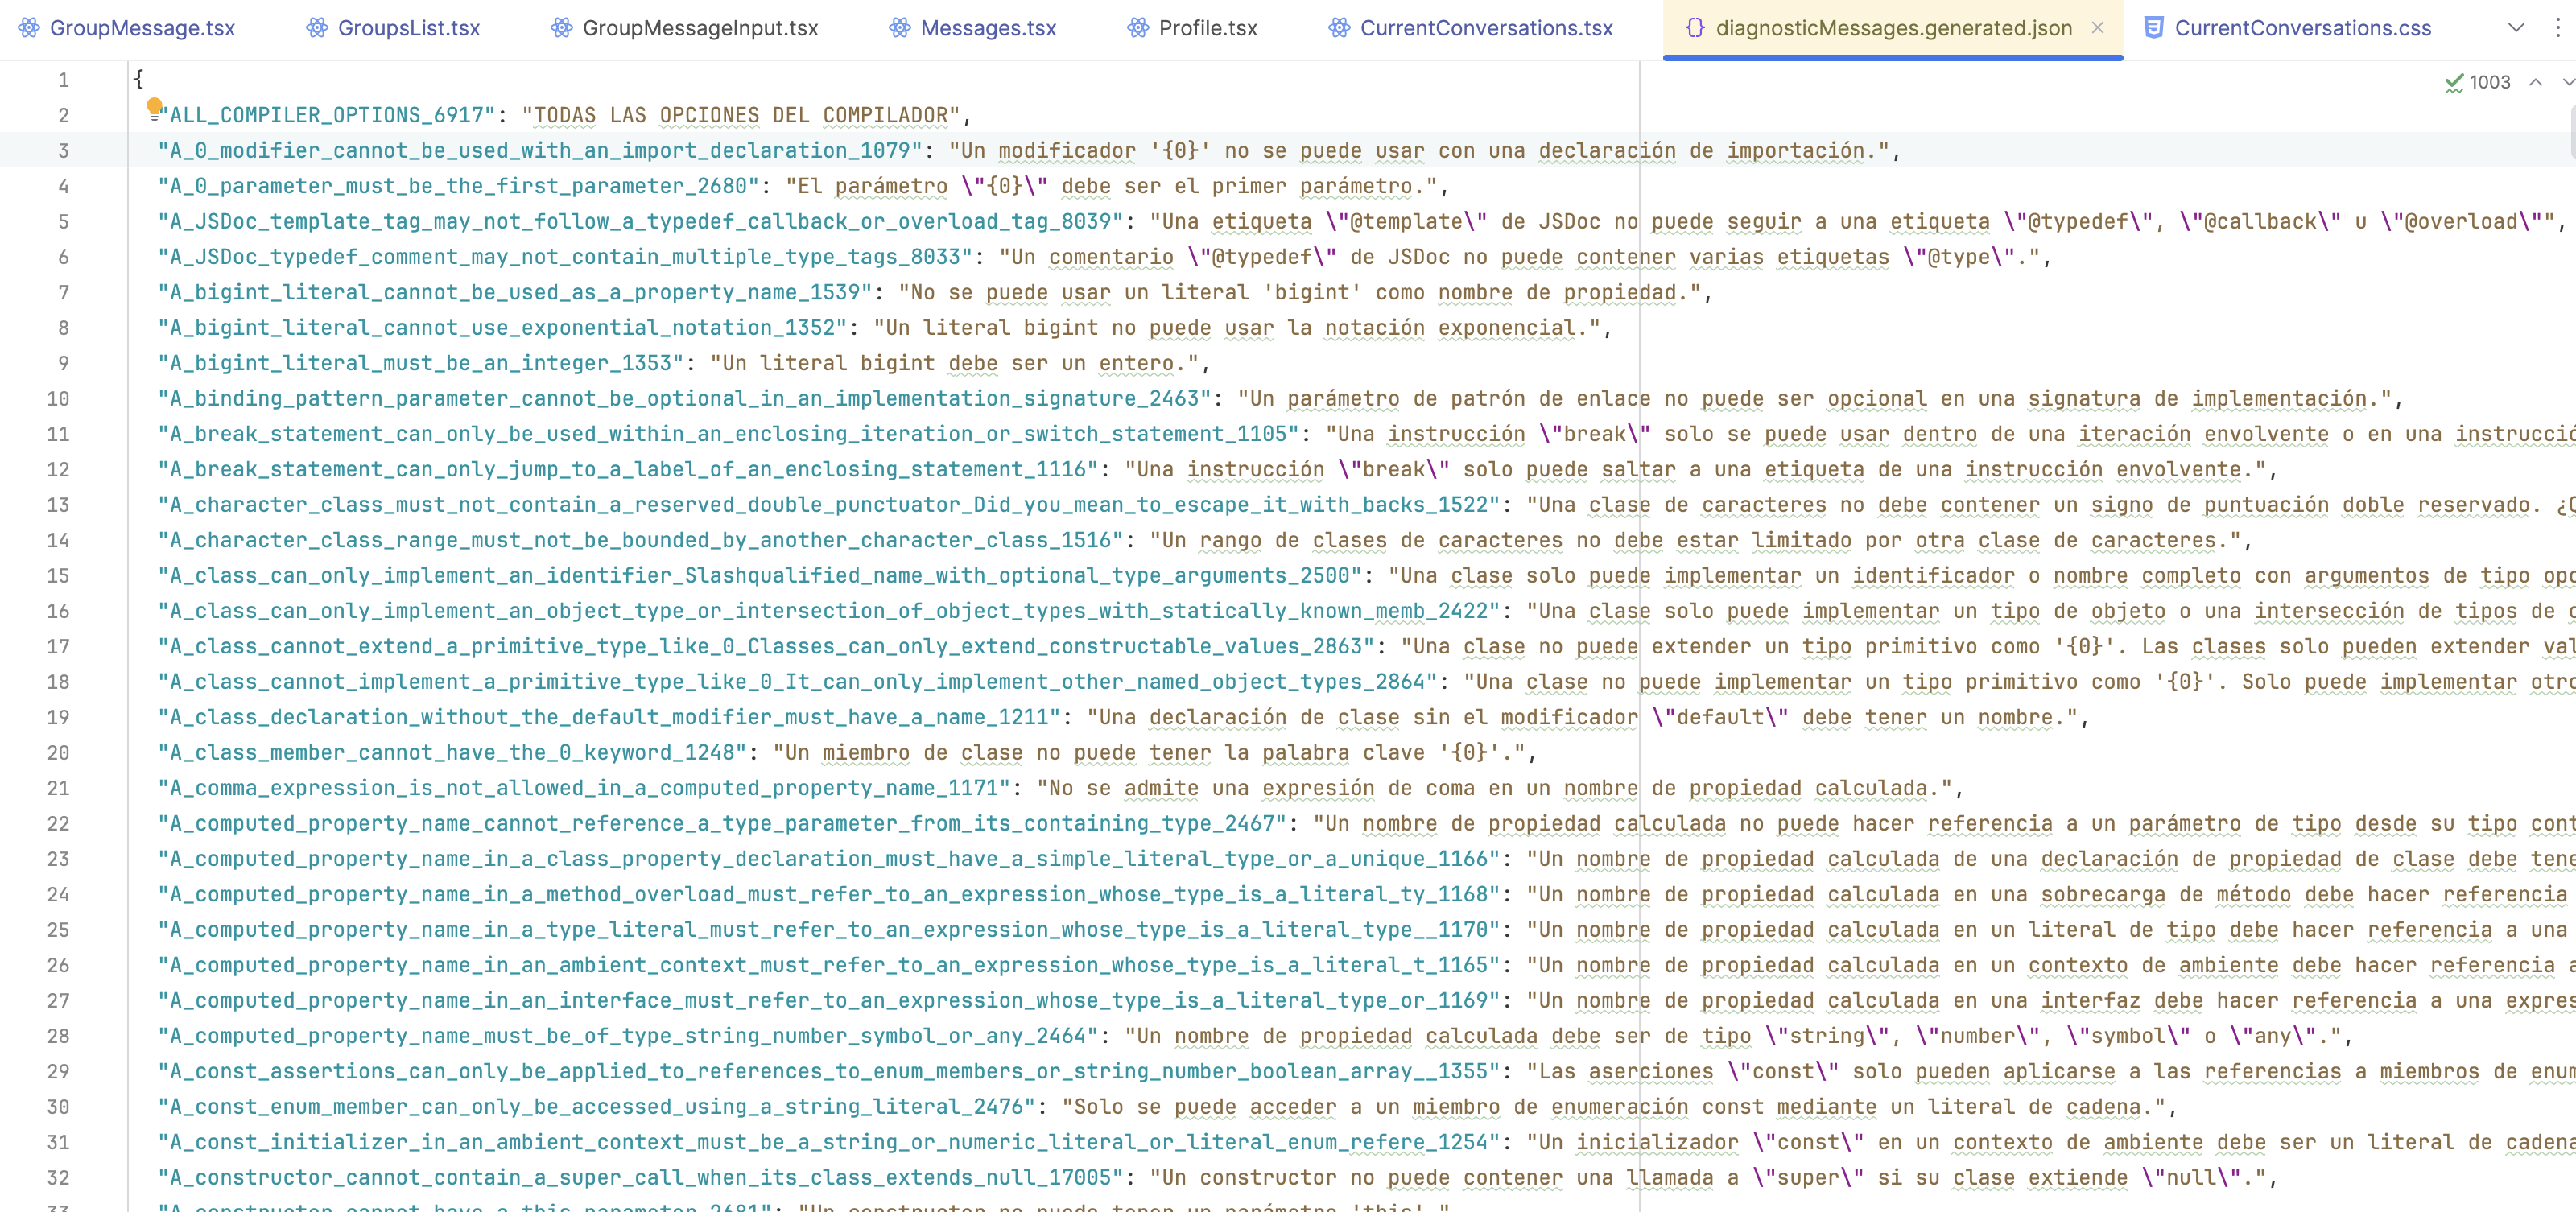 GroupMessage.tsx GroupsList.tsx GroupMessageInput.tsx Messages.tsx Profile.tsx CurrentConversations.tsx {} diagnosticMessages.generated.json CurrentConversations.css
1003
1 {
2 "ALL_COMPILER_OPTIONS_6917": "TODAS LAS OPCIONES DEL COMPILADOR",
3 "A_0_modifier_cannot_be_used_with_an_import_declaration_1079": "Un modificador '{0}' no se puede usar con una declaración de importación.",
4 "A_0_parameter_must_be_the_first_parameter_2680": "El parámetro \"{0}\" debe ser el primer parámetro.",
5 "A_JSDoc_template_tag_may_not_follow_a_typedef_callback_or_overload_tag_8039": "Una etiqueta \"@template\" de JSDoc no puede seguir a una etiqueta \"@typedef\", \"@callback\" u \"@overload\"",
6 "A_JSDoc_typedef_comment_may_not_contain_multiple_type_tags_8033": "Un comentario \"@typedef\" de JSDoc no puede contener varias etiquetas \"@type\".",
7 "A_bigint_literal_cannot_be_used_as_a_property_name_1539": "No se puede usar un literal 'bigint' como nombre de propiedad.",
8 "A_bigint_literal_cannot_use_exponential_notation_1352": "Un literal bigint no puede usar la notación exponencial.",
9 "A_bigint_literal_must_be_an_integer_1353": "Un literal bigint debe ser un entero.",
10 "A_binding_pattern_parameter_cannot_be_optional_in_an_implementation_signature_2463": "Un parámetro de patrón de enlace no puede ser opcional en una signatura de implementación.",
11 "A_break_statement_can_only_be_used_within_an_enclosing_iteration_or_switch_statement_1105": "Una instrucción \"break\" solo se puede usar dentro de una iteración envolvente o en una instrucció
12 "A_break_statement_can_only_jump_to_a_label_of_an_enclosing_statement_1116": "Una instrucción \"break\" solo puede saltar a una etiqueta de una instrucción envolvente.",
13 "A_character_class_must_not_contain_a_reserved_double_punctuator_Did_you_mean_to_escape_it_with_backs_1522": "Una clase de caracteres no debe contener un signo de puntuación doble reservado.
14 "A_character_class_range_must_not_be_bounded_by_another_character_class_1516": "Un rango de clases de caracteres no debe estar limitado por otra clase de caracteres.",
15 "A_class_can_only_implement_an_identifier_Slashqualified_name_with_optional_type_arguments_2500": "Una clase solo puede implementar un identificador o nombre completo con argumentos de tipo opc
16 "A_class_can_only_implement_an_object_type_or_intersection_of_object_types_with_statically_known_memb_2422": "Una clase solo puede implementar un tipo de objeto o una intersección de tipos de
17 "A_class_cannot_extend_a_primitive_type_like_0_Classes_can_only_extend_constructable_values_2863": "Una clase no puede extender un tipo primitivo como '{0}'. Las clases solo pueden extender val
18 "A_class_cannot_implement_a_primitive_type_like_0_It_can_only_implement_other_named_object_types_2864": "Una clase no puede implementar un tipo primitivo como '{0}'. Solo puede implementar otro
19 "A_class_declaration_without_the_default_modifier_must_have_a_name_1211": "Una declaración de clase sin el modificador \"default\" debe tener un nombre.",
20 "A_class_member_cannot_have_the_0_keyword_1248": "Un miembro de clase no puede tener la palabra clave '{0}'.",
21 "A_comma_expression_is_not_allowed_in_a_computed_property_name_1171": "No se admite una expresión de coma en un nombre de propiedad calculada.",
22 "A_computed_property_name_cannot_reference_a_type_parameter_from_its_containing_type_2467": "Un nombre de propiedad calculada no puede hacer referencia a un parámetro de tipo desde su tipo cont
23 "A_computed_property_name_in_a_class_property_declaration_must_have_a_simple_literal_type_or_a_unique_1166": "Un nombre de propiedad calculada de una declaración de propiedad de clase debe tene
24 "A_computed_property_name_in_a_method_overload_must_refer_to_an_expression_whose_type_is_a_literal_ty_1168": "Un nombre de propiedad calculada en una sobrecarga de método debe hacer referencia
25 "A_computed_property_name_in_a_type_literal_must_refer_to_an_expression_whose_type_is_a_literal_type__1170": "Un nombre de propiedad calculada en un literal de tipo debe hacer referencia a una
26 "A_computed_property_name_in_an_ambient_context_must_refer_to_an_expression_whose_type_is_a_literal_t_1165": "Un nombre de propiedad calculada en un contexto de ambiente debe hacer referencia a
27 "A_computed_property_name_in_an_interface_must_refer_to_an_expression_whose_type_is_a_literal_type_or_1169": "Un nombre de propiedad calculada en una interfaz debe hacer referencia a una expres
28 "A_computed_property_name_must_be_of_type_string_number_symbol_or_any_2464": "Un nombre de propiedad calculada debe ser de tipo \"string\", \"number\", \"symbol\" o \"any\".",
29 "A_const_assertions_can_only_be_applied_to_references_to_enum_members_or_string_number_boolean_array__1355": "Las aserciones \"const\" solo pueden aplicarse a las referencias a miembros de enum
30 "A_const_enum_member_can_only_be_accessed_using_a_string_literal_2476": "Solo se puede acceder a un miembro de enumeración const mediante un literal de cadena.",
31 "A_const_initializer_in_an_ambient_context_must_be_a_string_or_numeric_literal_or_literal_enum_refere_1254": "Un inicializador \"const\" en un contexto de ambiente debe ser un literal de cadena
32 "A_constructor_cannot_contain_a_super_call_when_its_class_extends_null_17005": "Un constructor no puede contener una llamada a \"super\" si su clase extiende \"null\".",
33 "A_constructor_cannot_have_a_this_parameter_2681": "Un constructor no puede tener un parámetro 'this'."